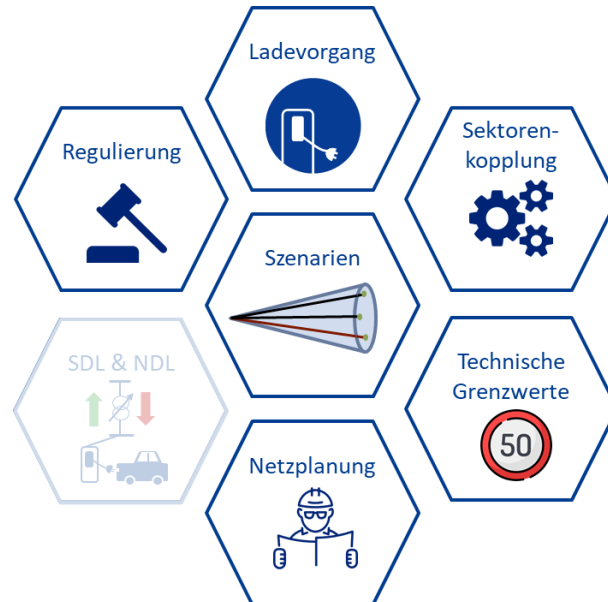 Ladevorgang
Regulierung
Sektoren-
kopplung
Szenarien
SDL & NDL
Technische
Grenzwerte
50
Netzplanung